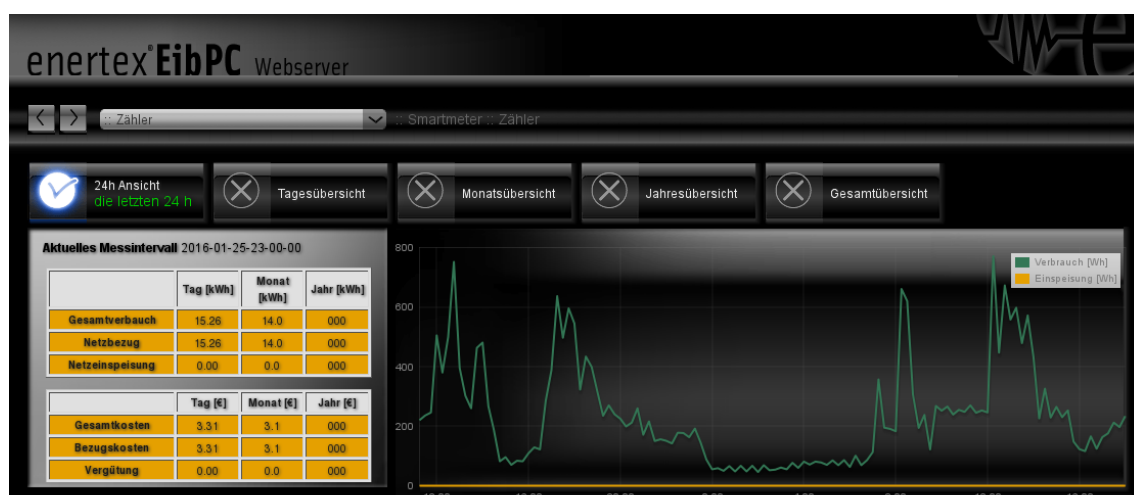 enertex® EibPC Webserver
:: Zähler
:: Smartmeter :: Zähler
24h Ansicht
die letzten 24 h
Tagesübersicht
Monatsübersicht
Jahresübersicht
Gesamtübersicht
Aktuelles Messintervall 2016-01-25-23-00-00
Tag [kWh] Monat [kWh] Jahr [kWh]
Gesamtverbauch 15.26 14.0 000
Netzbezug 15.26 14.0 000
Netzeinspeisung 0.00 0.0 000
Tag [€] Monat [€] Jahr [€]
Gesamtkosten 3.31 3.1 000
Bezugskosten 3.31 3.1 000
Vergütung 0.00 0.0 000
800
600
400
200
0
Verbrauch [Wh]
Einspeisung [Wh]